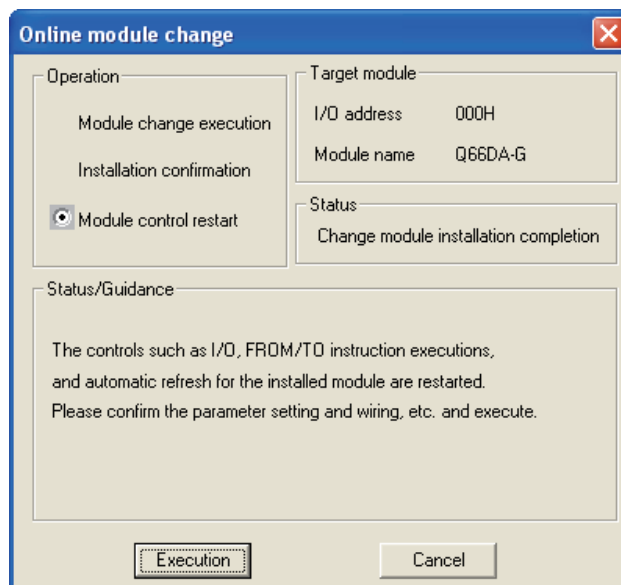 Online module change
Operation
Module change execution
Installation confirmation
Module control restart
Target module
I/O address 000H
Module name Q66DA-G
Status
Change module installation completion
Status/Guidance
The controls such as I/O, FROM/TO instruction executions,
and automatic refresh for the installed module are restarted.
Please confirm the parameter setting and wiring, etc. and execute.
Execution
Cancel